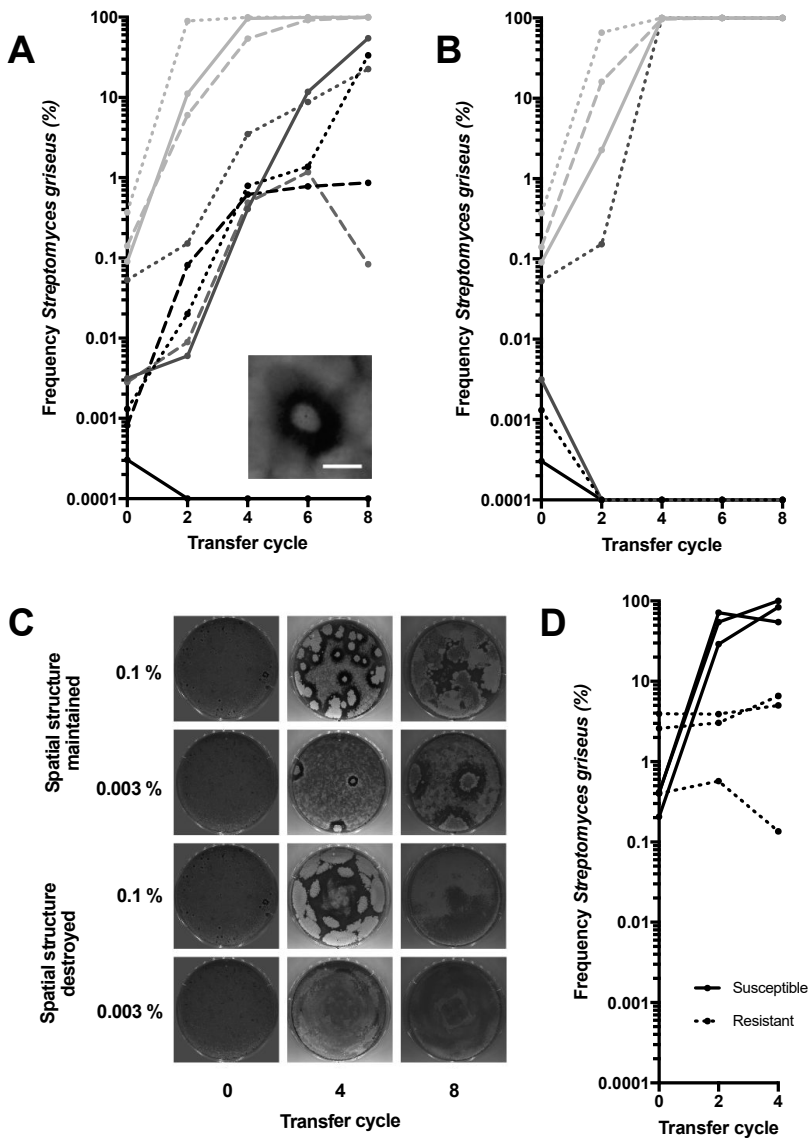 A
Frequency Streptomyces griseus (%)
100
10
1
0.1
0.01
0.001
0.0001
0 2 4 6 8
Transfer cycle
B
Frequency Streptomyces griseus (%)
100
10
1
0.1
0.01
0.001
0.0001
0 2 4 6 8
Transfer cycle
C
Spatial structure
maintained
0.1 %
0.003 %
Spatial structure
destroyed
0.1 %
0.003 %
0 4 8
Transfer cycle
D
Frequency Streptomyces griseus (%)
100
10
1
0.1
0.01
0.001
0.0001
Susceptible
Resistant
0 2 4
Transfer cycle